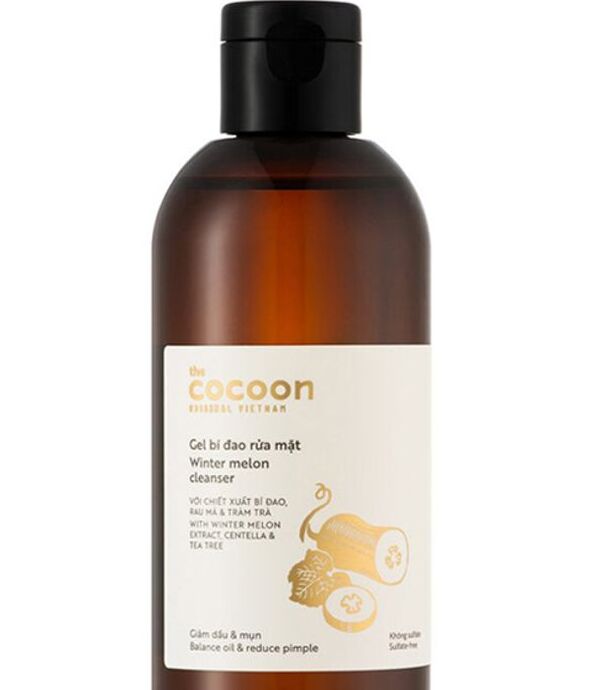 the
cocoon
ORIGINAL VIETNAM
Gel bí đao rửa mặt
Winter melon
cleanser
VỚI CHIẾT XUẤT BÍ ĐAO,
RAU MÁ & TRÀM TRÀ
WITH WINTER MELON
EXTRACT, CENTELLA &
TEA TREE
Giảm dầu & mụn
Balance oil & reduce pimple
Không sulfate
Sulfate-free